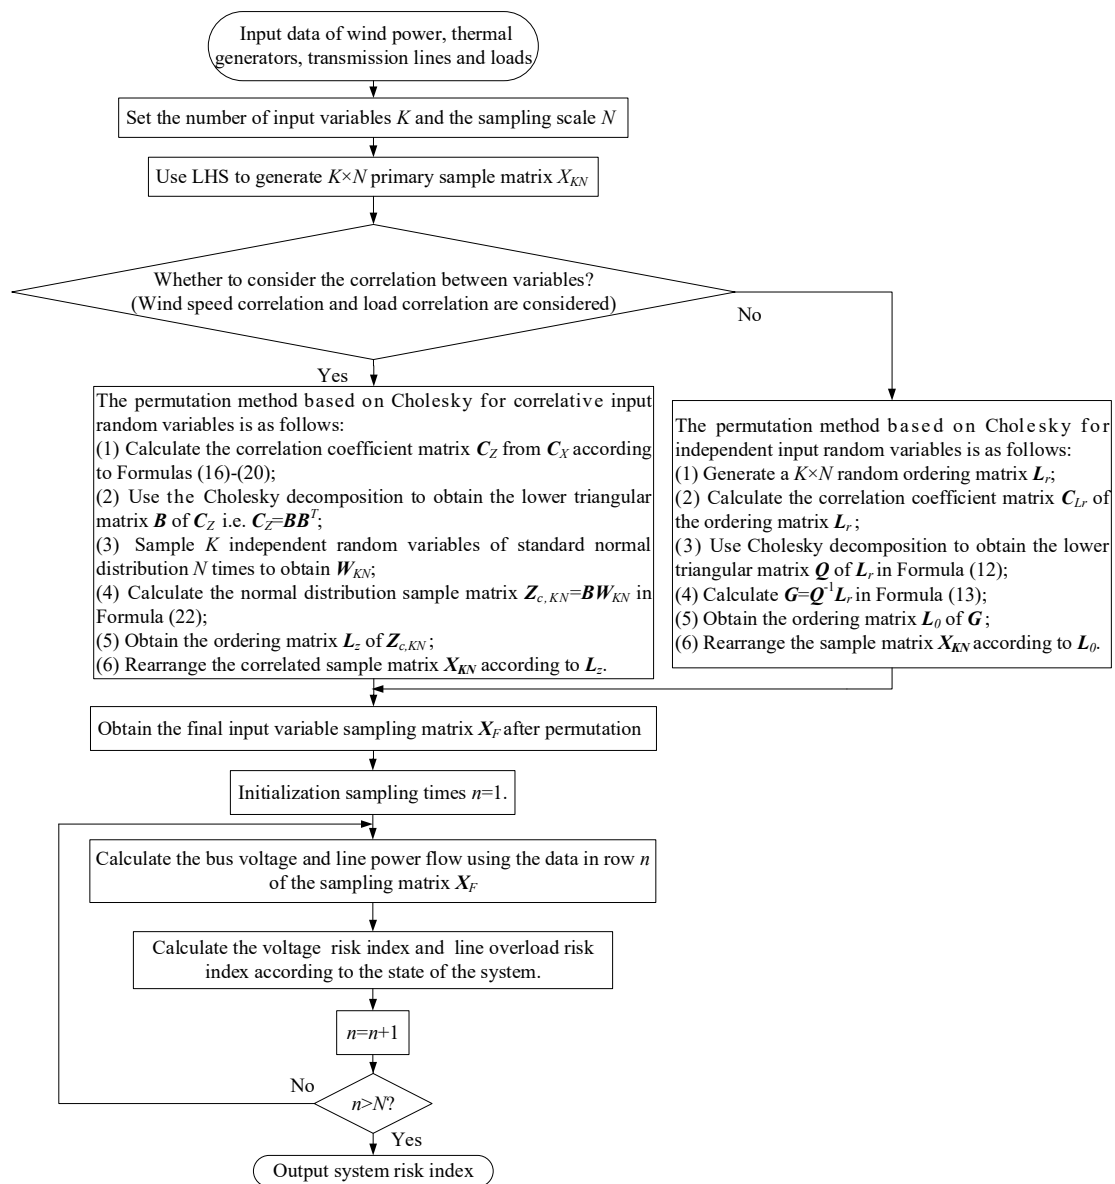 Input data of wind power, thermal
generators, transmission lines and loads
Set the number of input variables K and the sampling scale N
Use LHS to generate K×N primary sample matrix X_KN
Whether to consider the correlation between variables?
(Wind speed correlation and load correlation are considered)
No
Yes
The permutation method based on Cholesky for correlative input
random variables is as follows:
(1) Calculate the correlation coefficient matrix C_Z from C_X according
to Formulas (16)-(20);
(2) Use the Cholesky decomposition to obtain the lower triangular
matrix B of C_Z i.e. C_Z=BB^T;
(3) Sample K independent random variables of standard normal
distribution N times to obtain W_KN;
(4) Calculate the normal distribution sample matrix Z_c,KN=BW_KN in
Formula (22);
(5) Obtain the ordering matrix L_z of Z_c,KN;
(6) Rearrange the correlated sample matrix X_KN according to L_z.
The permutation method based on Cholesky for
independent input random variables is as follows:
(1) Generate a K×N random ordering matrix L_r;
(2) Calculate the correlation coefficient matrix C_Lr of
the ordering matrix L_r;
(3) Use Cholesky decomposition to obtain the lower
triangular matrix Q of L_r in Formula (12);
(4) Calculate G=Q^-1L_r in Formula (13);
(5) Obtain the ordering matrix L_0 of G;
(6) Rearrange the sample matrix X_KN according to L_0.
Obtain the final input variable sampling matrix X_F after permutation
Initialization sampling times n=1.
Calculate the bus voltage and line power flow using the data in row n
of the sampling matrix X_F
Calculate the voltage risk index and line overload risk
index according to the state of the system.
n=n+1
No
n>N?
Yes
Output system risk index